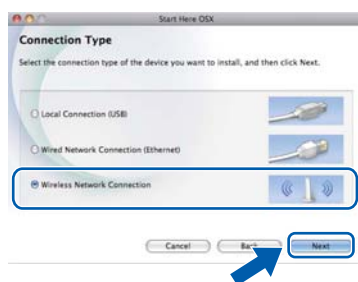 Start Here OSX
Connection Type
Select the connection type of the device you want to install, and then click Next.
Local Connection (USB)
Wired Network Connection (Ethernet)
Wireless Network Connection
Cancel
Back
Next